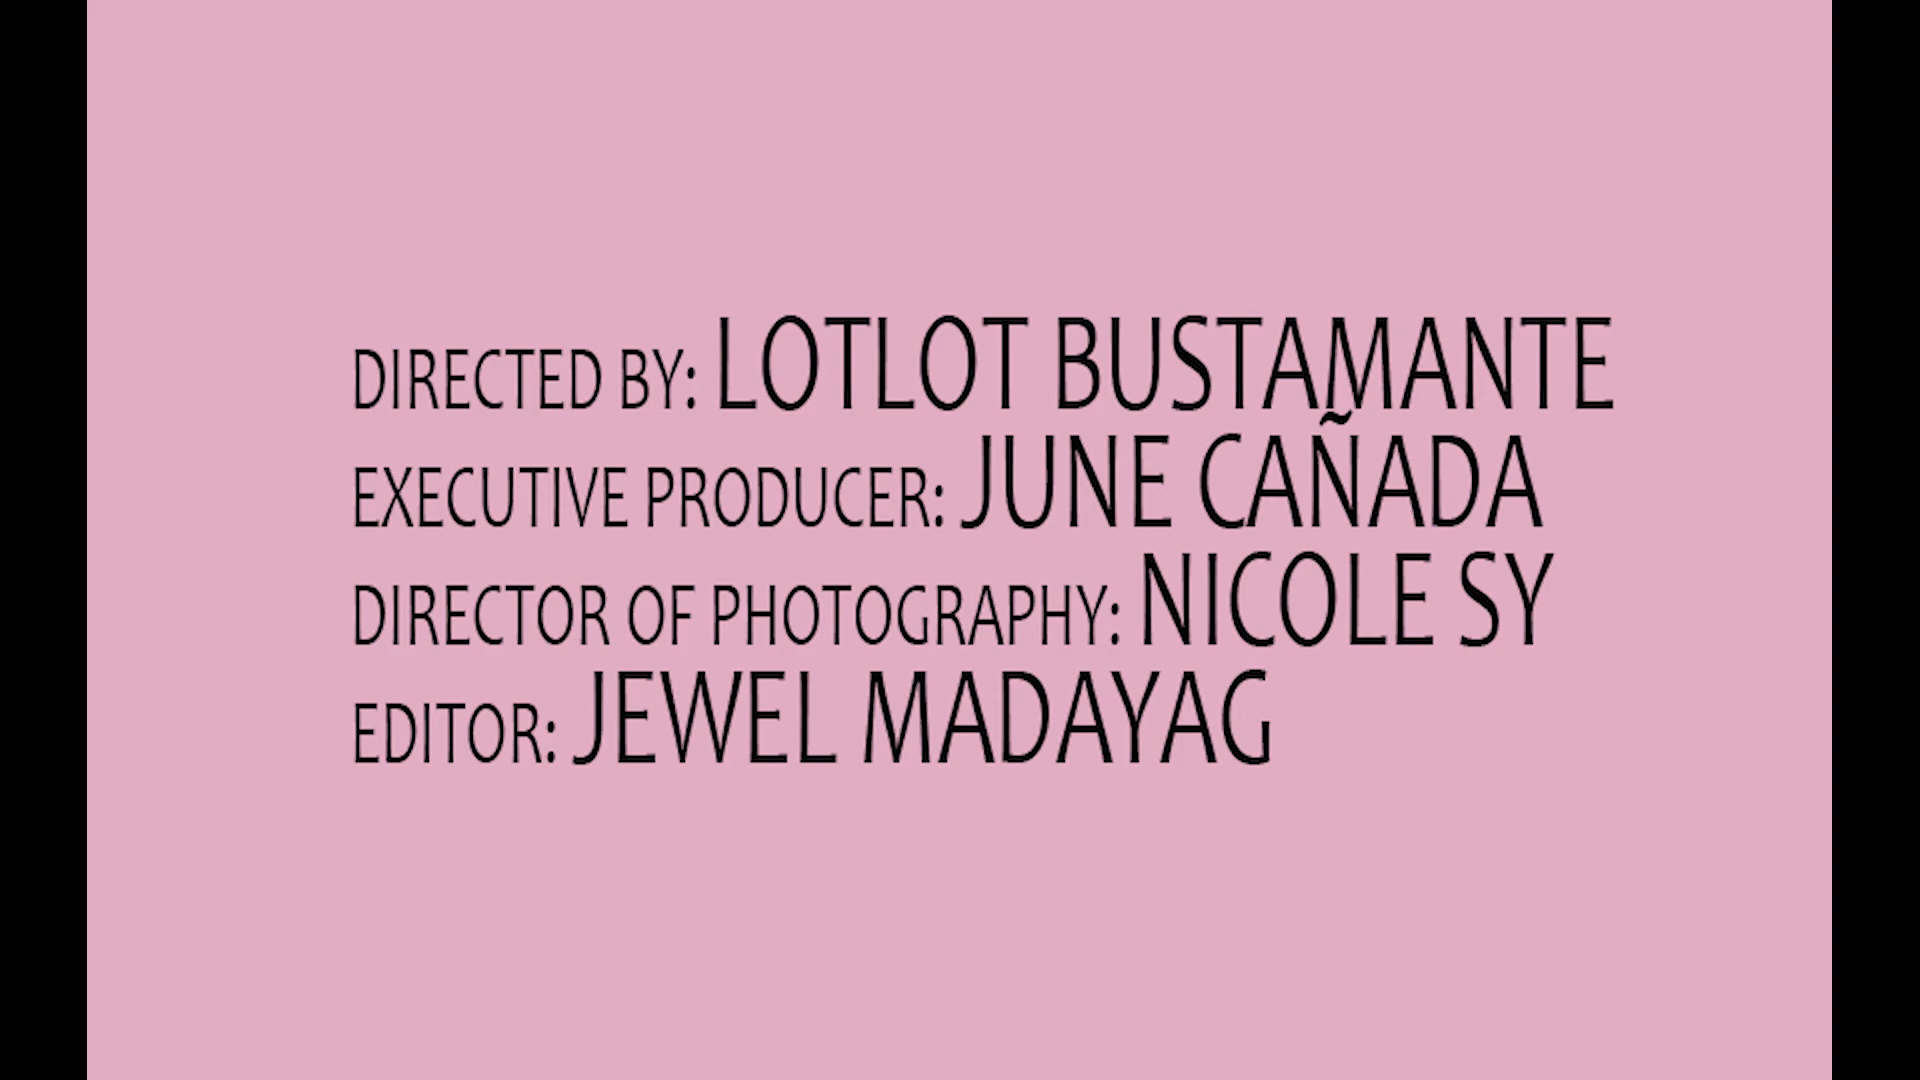 DIRECTED BY: LOTLOT BUSTAMANTE
EXECUTIVE PRODUCER: JUNE CAÑADA
DIRECTOR OF PHOTOGRAPHY: NICOLE SY
EDITOR: JEWEL MADAYAG